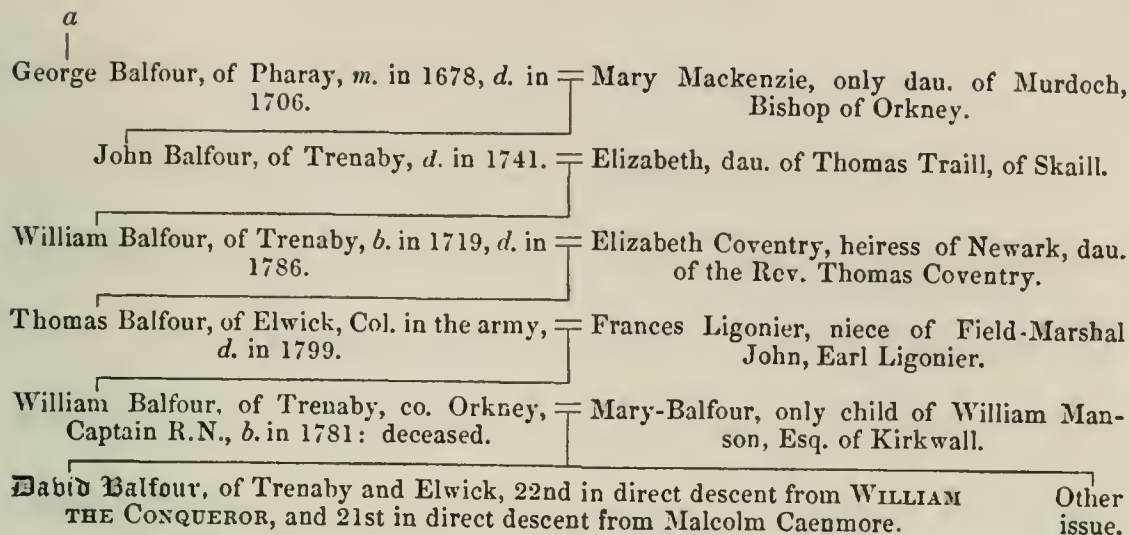 a
George Balfour, of Pharay, m. in 1678, d. in = Mary Mackenzie, only dau. of Murdoch,
1706. Bishop of Orkney.
John Balfour, of Trenaby, d. in 1741. = Elizabeth, dau. of Thomas Traill, of Skaill.
William Balfour, of Trenaby, b. in 1719, d. in = Elizabeth Coventry, heiress of Newark, dau.
1786. of the Rev. Thomas Coventry.
Thomas Balfour, of Elwick, Col. in the army, = Frances Ligonier, niece of Field-Marshal
d. in 1799. John, Earl Ligonier.
William Balfour, of Trenaby, co. Orkney, = Mary-Balfour, only child of William Man-
Captain R.N., b. in 1781: deceased. son, Esq. of Kirkwall.
David Balfour, of Trenaby and Elwick, 22nd in direct descent from WILLIAM Other
THE CONQUEROR, and 21st in direct descent from Malcolm Caenmore. issue.